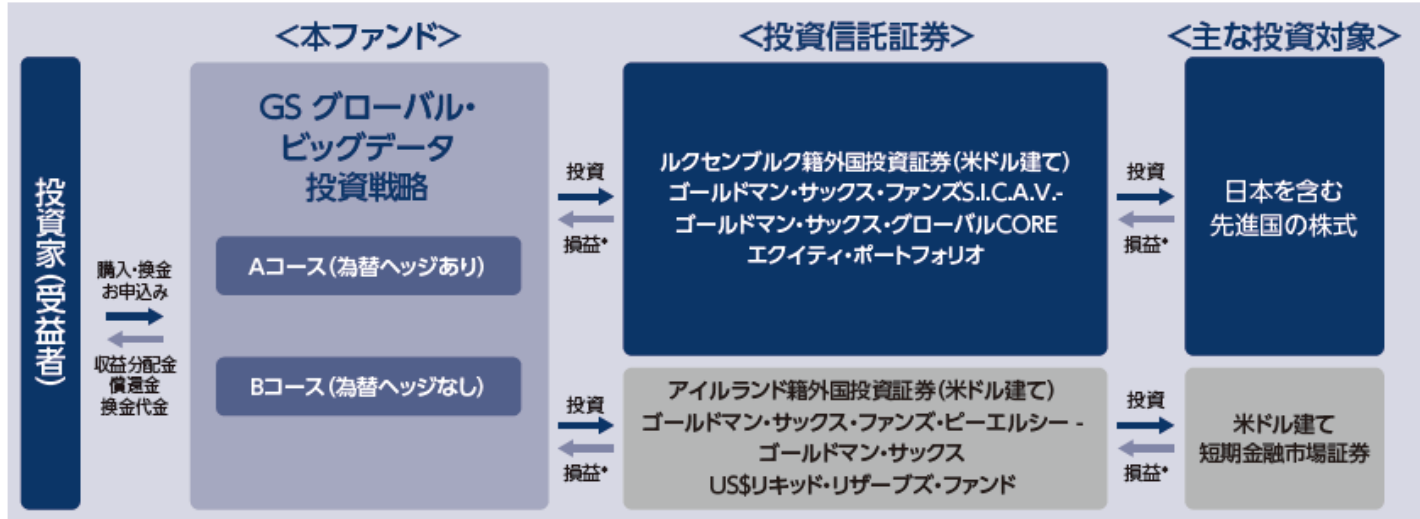 <本ファンド>
<投資信託証券>
<主な投資対象>
投資家(受益者)
購入・換金
お申込み
収益分配金
償還金
換金代金
GS グローバル・
ビッグデータ
投資戦略
Aコース(為替ヘッジあり)
Bコース(為替ヘッジなし)
投資
損益*
ルクセンブルク籍外国投資証券(米ドル建て)
ゴールドマン・サックス・ファンズS.I.C.A.V.-
ゴールドマン・サックス・グローバルCORE
エクイティ・ポートフォリオ
投資
損益*
日本を含む
先進国の株式
投資
損益*
アイルランド籍外国投資証券(米ドル建て)
ゴールドマン・サックス・ファンズ・ピーエルシー -
ゴールドマン・サックス
US$リキッド・リザーブズ・ファンド
投資
損益*
米ドル建て
短期金融市場証券